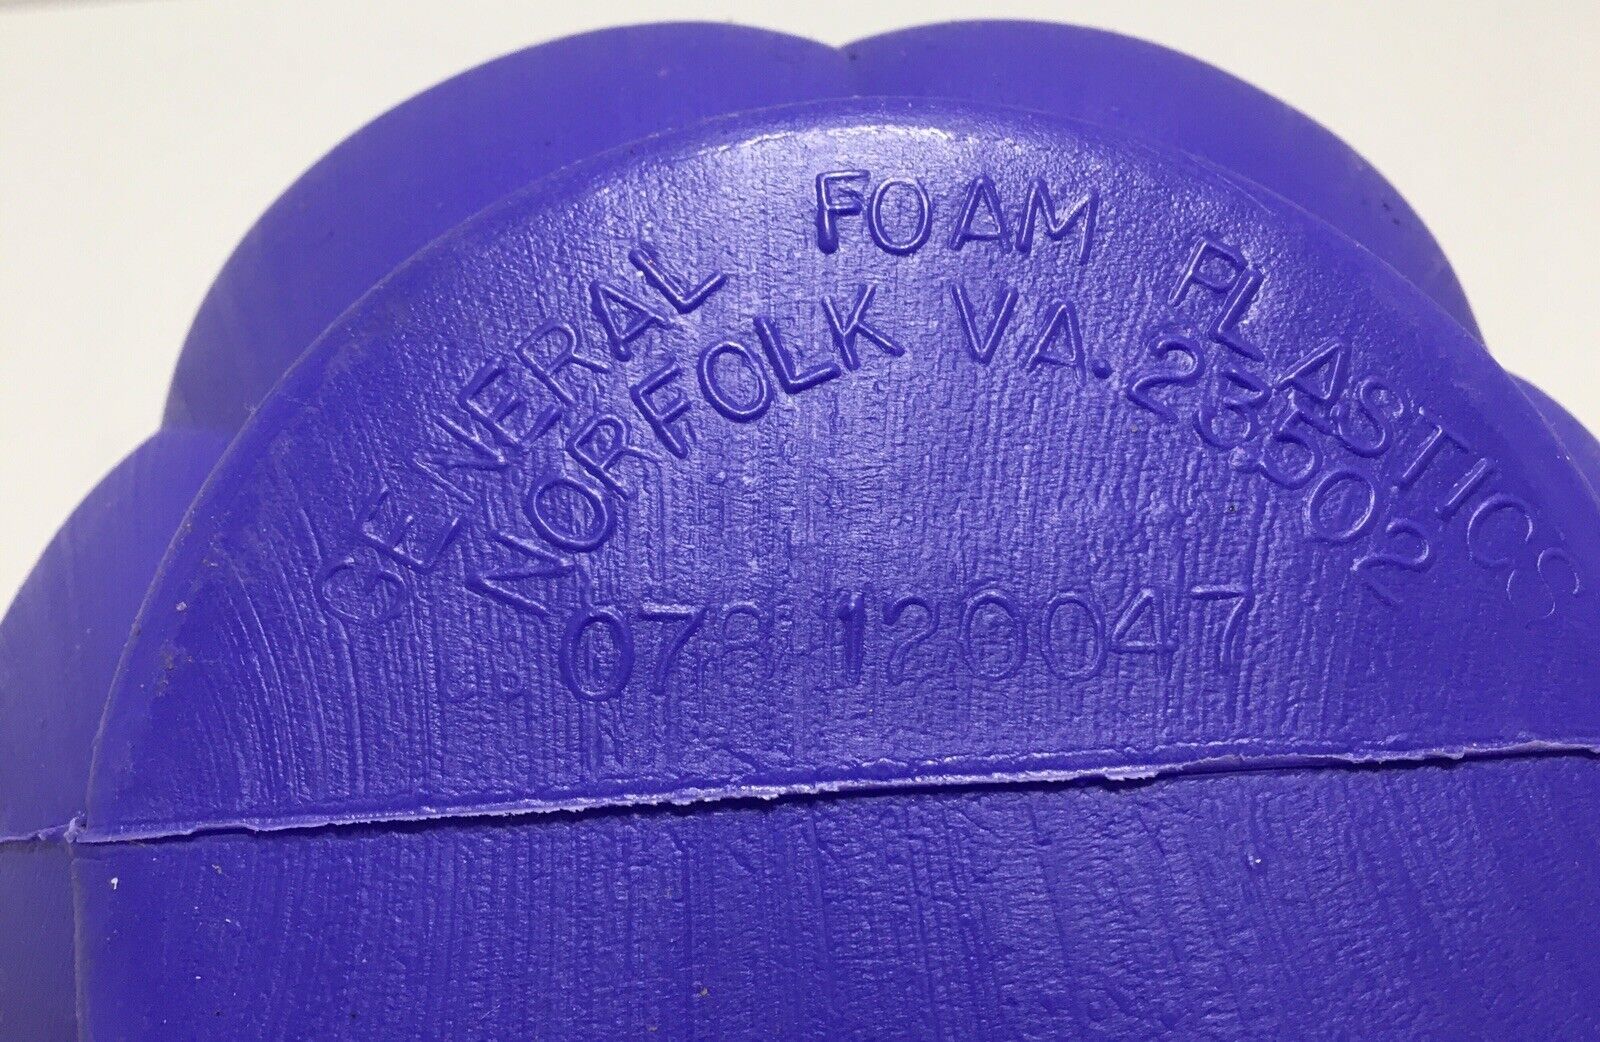 GENERAL FOAM PLASTICS
NORFOLK VA. 23502
078-120047